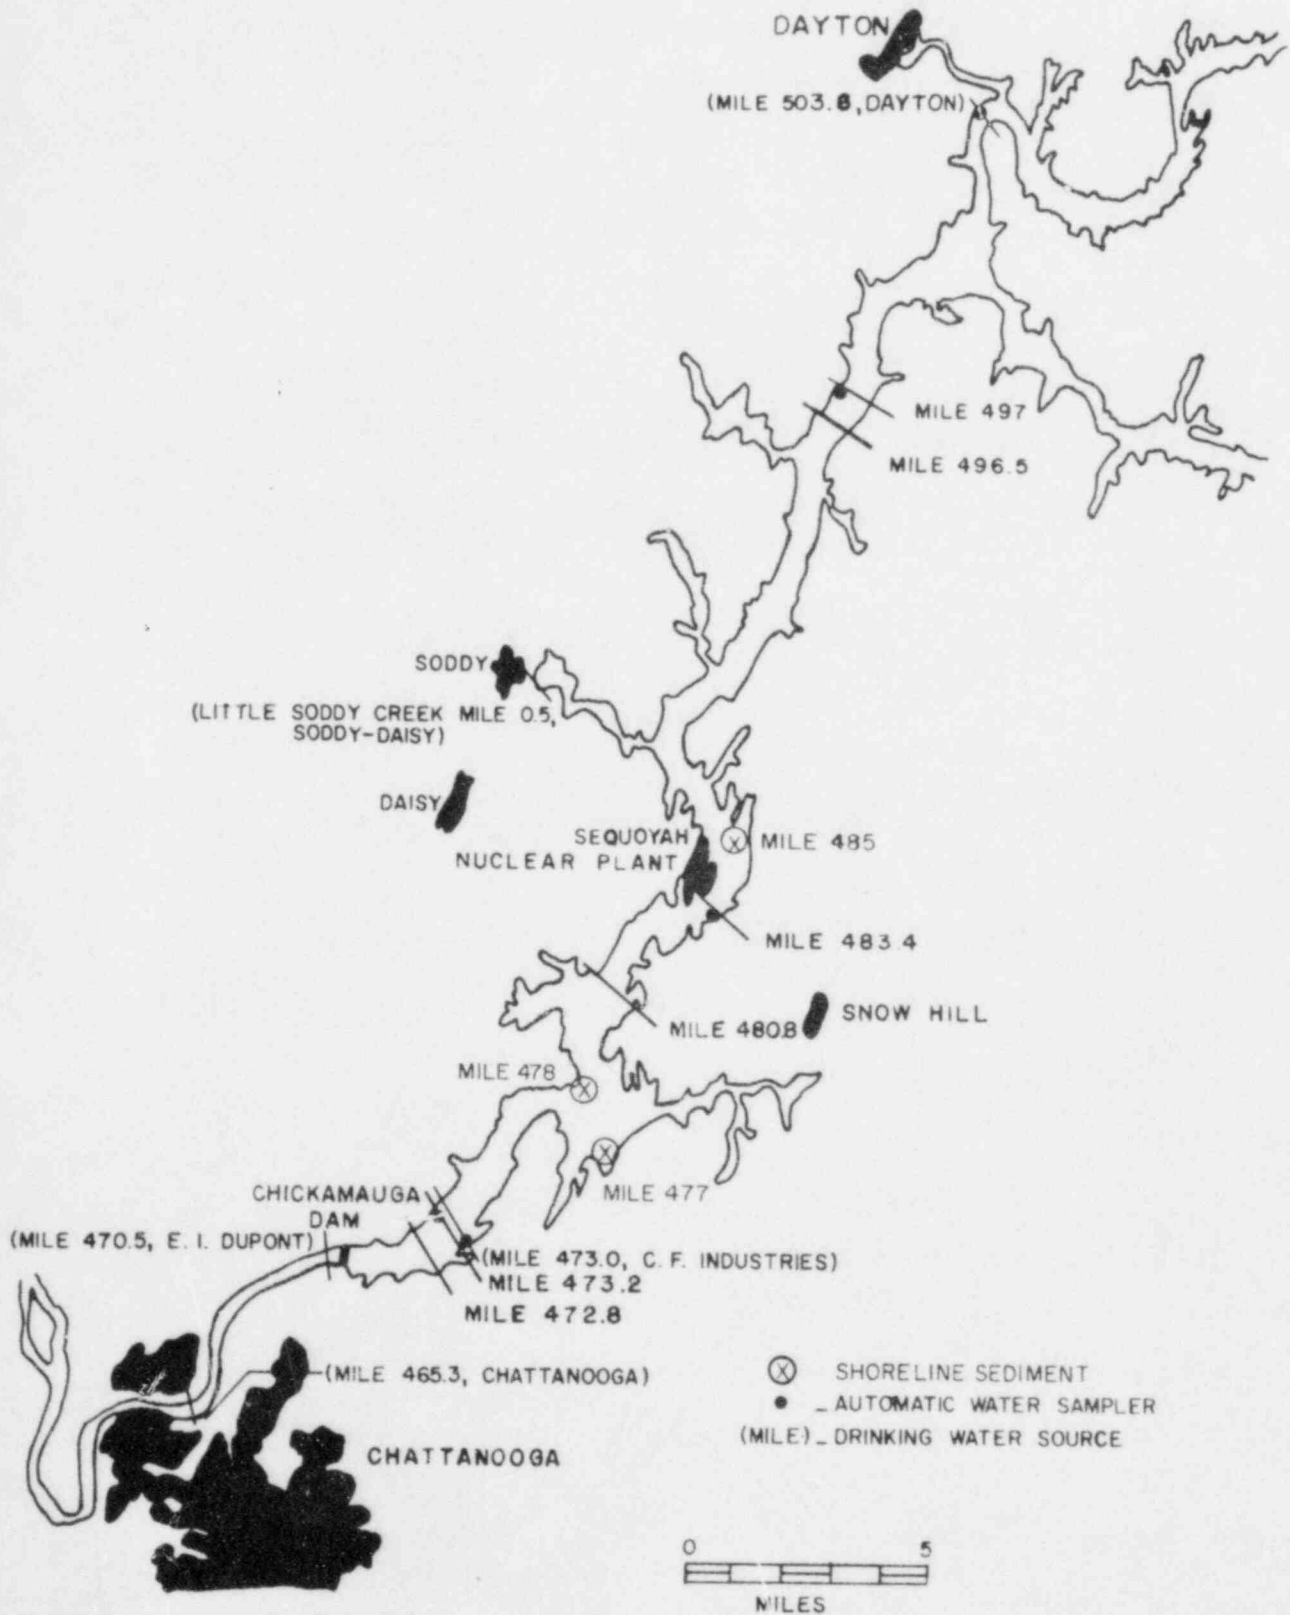 DAYTON
(MILE 503.8, DAYTON)
MILE 497
MILE 496.5
SODDY
(LITTLE SODDY CREEK MILE 0.5,
SODDY-DAISY)
DAISY
SEQUOYAH
NUCLEAR PLANT
MILE 485
MILE 483.4
SNOW HILL
MILE 480.8
MILE 478
MILE 477
CHICKAMAUGA
DAM
(MILE 470.5, E. I. DUPONT)
(MILE 473.0, C. F. INDUSTRIES)
MILE 473.2
MILE 472.8
(MILE 465.3, CHATTANOOGA)
CHATTANOOGA
SHORELINE SEDIMENT
AUTOMATIC WATER SAMPLER
(MILE) - DRINKING WATER SOURCE
0 5
MILES